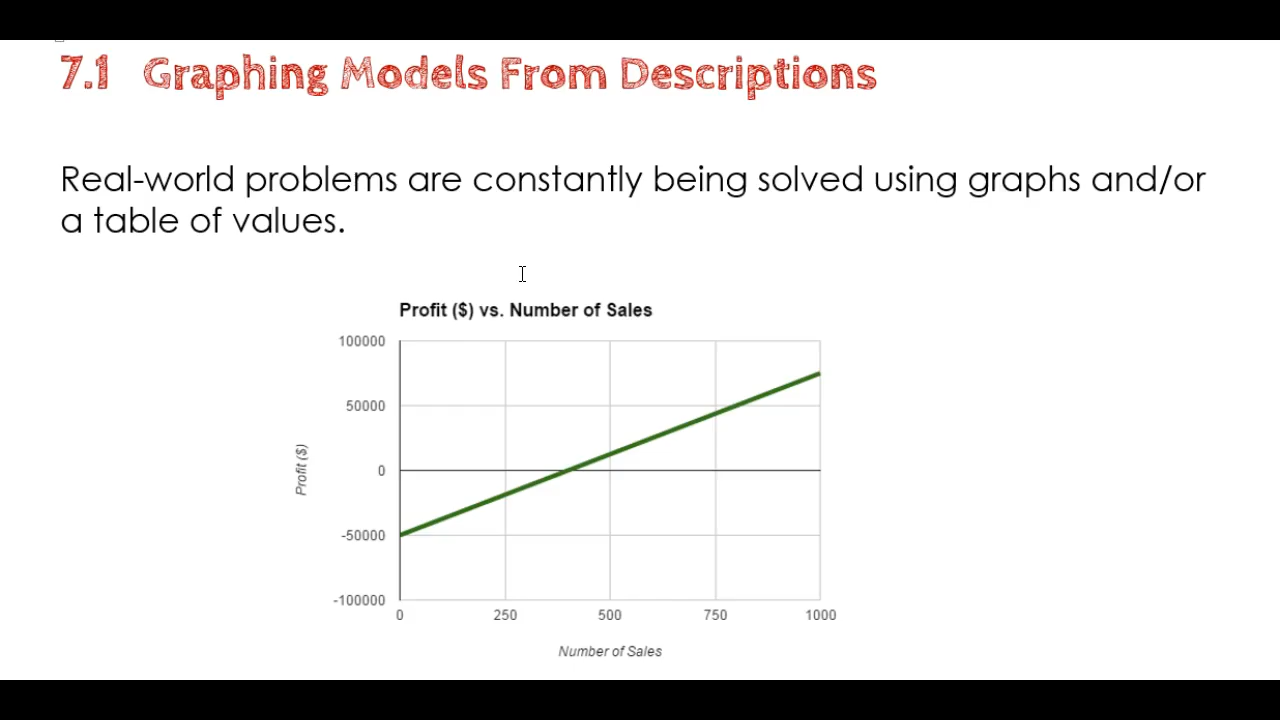 7.1 Graphing Models From Descriptions
Real-world problems are constantly being solved using graphs and/or
a table of values.
Profit ($) vs. Number of Sales
100000
50000
0
-50000
-100000
Profit ($)
0 250 500 750 1000
Number of Sales